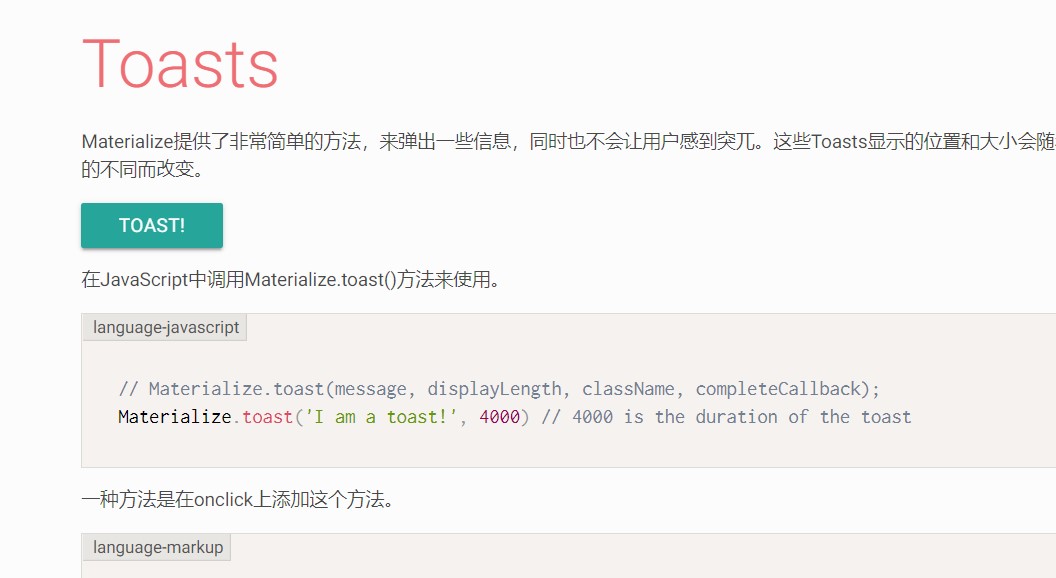 Toasts
Materialize提供了非常简单的方法，来弹出一些信息，同时也不会让用户感到突兀。这些Toasts显示的位置和大小会随
的不同而改变。
TOAST!
在JavaScript中调用Materialize.toast()方法来使用。
language-javascript
// Materialize.toast(message, displayLength, className, completeCallback);
Materialize.toast('I am a toast!', 4000) // 4000 is the duration of the toast
一种方法是在onclick上添加这个方法。
language-markup